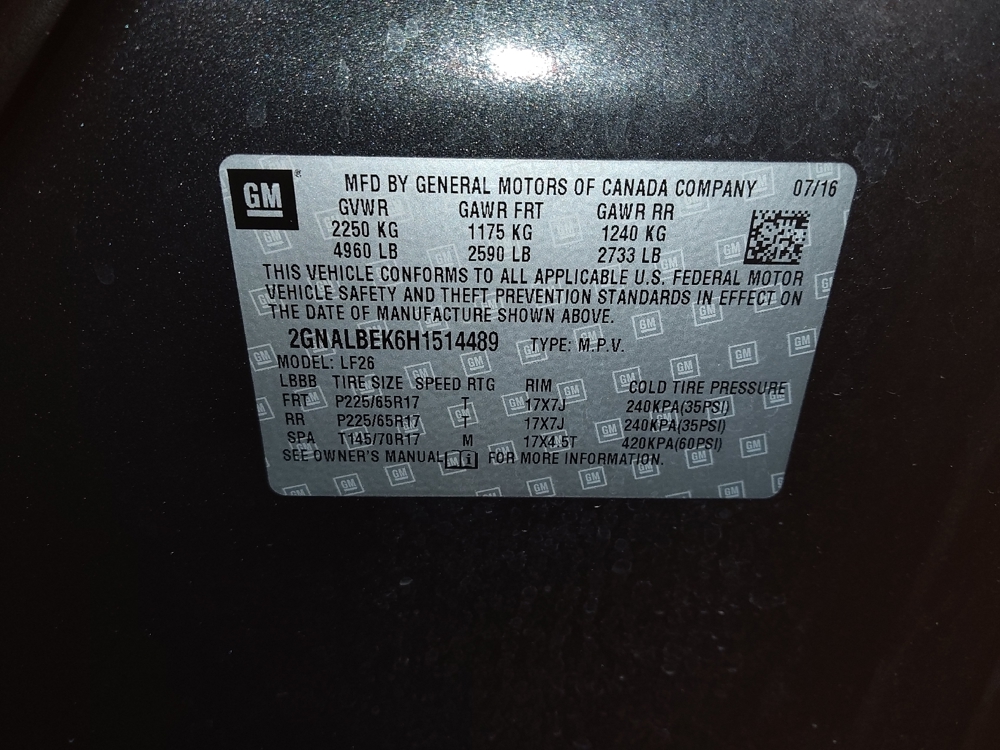 GM ® MFD BY GENERAL MOTORS OF CANADA COMPANY 07/16
GVWR GAWR FRT GAWR RR
2250 KG 1175 KG 1240 KG
4960 LB 2590 LB 2733 LB
THIS VEHICLE CONFORMS TO ALL APPLICABLE U.S. FEDERAL MOTOR
VEHICLE SAFETY AND THEFT PREVENTION STANDARDS IN EFFECT ON
THE DATE OF MANUFACTURE SHOWN ABOVE.
2GNALBEK6H1514489 TYPE: M.P.V.
MODEL: LF26
LBBB TIRE SIZE SPEED RTG RIM COLD TIRE PRESSURE
FRT P225/65R17 T 17X7J 240KPA(35PSI)
RR P225/65R17 T 17X7J 240KPA(35PSI)
SPA T145/70R17 M 17X4.5T 420KPA(60PSI)
SEE OWNER'S MANUAL i FOR MORE INFORMATION.